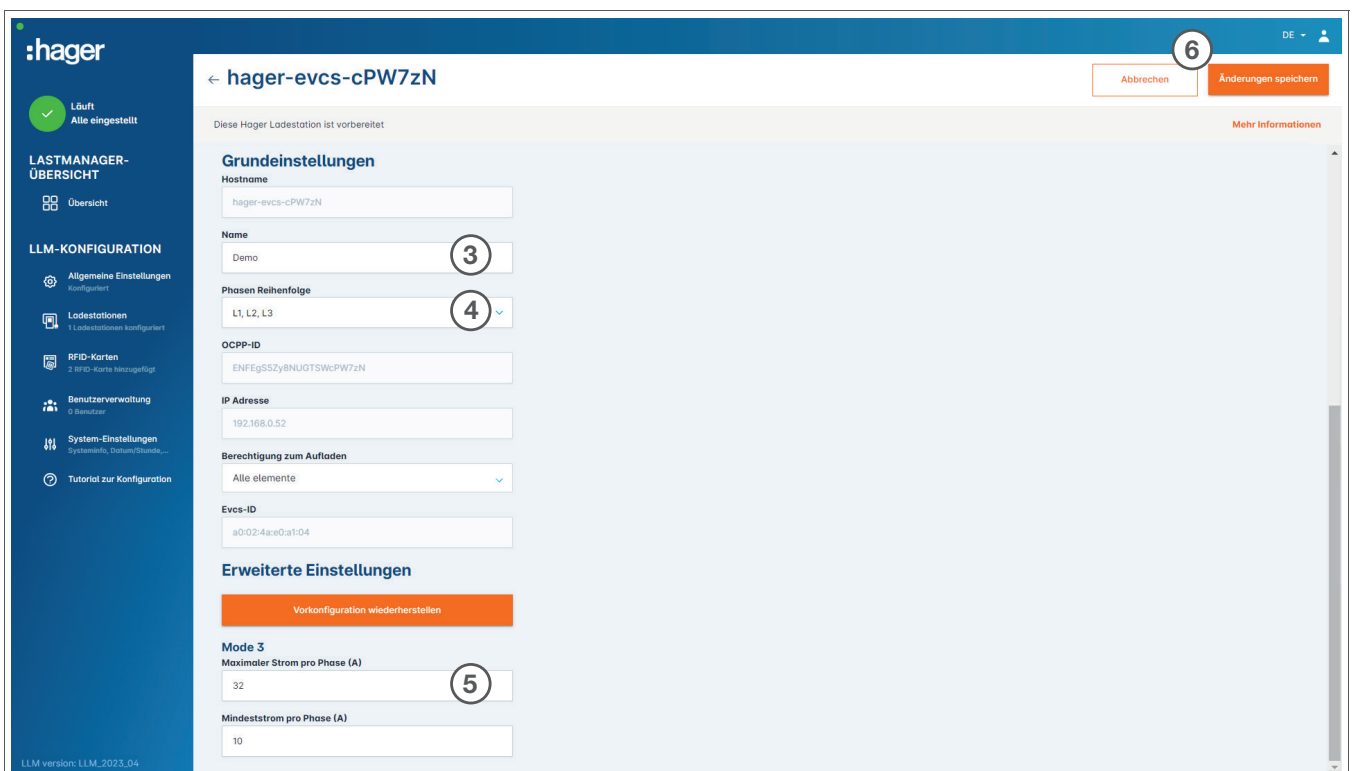 :hager
DE
6
← hager-evcs-cPW7zN
Abbrechen
Änderungen speichern
Läuft
Alle eingestellt
Diese Hager Ladestation ist vorbereitet
Mehr Informationen
LASTMANAGER-
ÜBERSICHT
Übersicht
LLM-KONFIGURATION
Allgemeine Einstellungen
Konfiguriert
Ladestationen
1 Ladestationen konfiguriert
RFID-Karten
2 RFID-Karte hinzugefügt
Benutzerverwaltung
0 Benutzer
System-Einstellungen
Systeminfo, Datum/Stunde,...
Tutorial zur Konfiguration
LLM version: LLM_2023_04
Grundeinstellungen
Hostname
hager-evcs-cPW7zN
Name
Demo
3
Phasen Reihenfolge
L1, L2, L3
4
OCPP-ID
ENFEgS5Zy8NUGTSWcPW7zN
IP Adresse
192.168.0.52
Berechtigung zum Aufladen
Alle elemente
Evcs-ID
a0:02:4a:e0:a1:04
Erweiterte Einstellungen
Vorkonfiguration wiederherstellen
Mode 3
Maximaler Strom pro Phase (A)
32
5
Mindeststrom pro Phase (A)
10